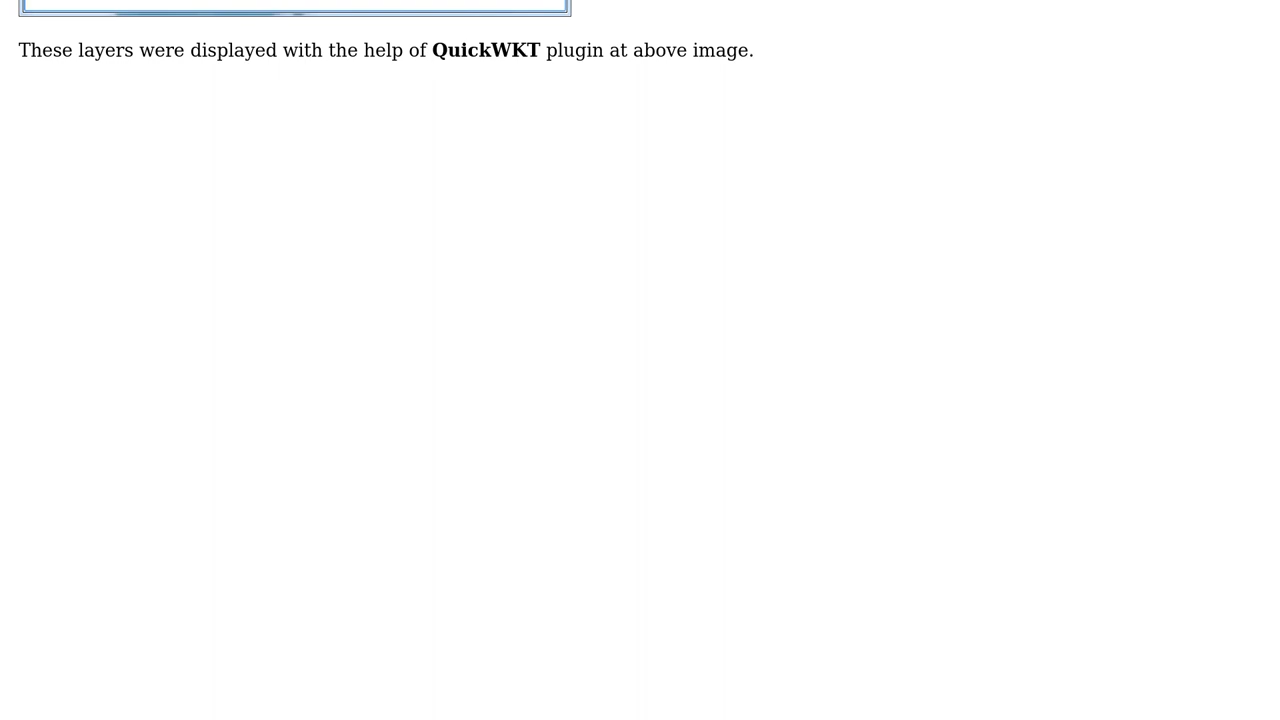 These layers were displayed with the help of QuickWKT plugin at above image.